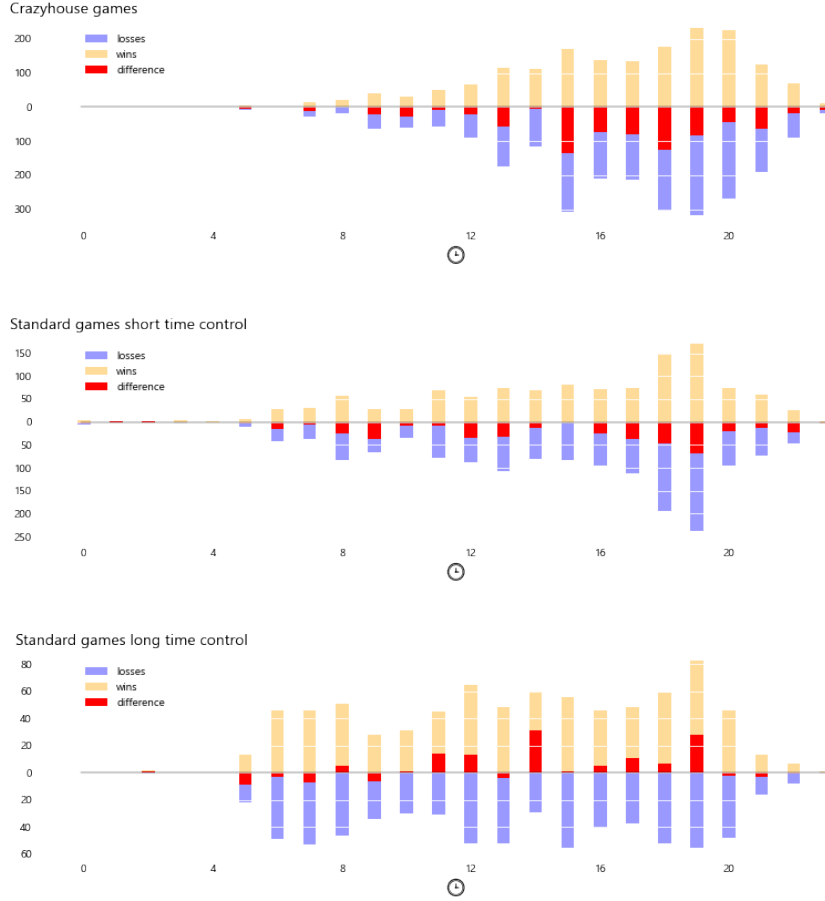 Crazyhouse games
200
losses
wins
100
difference
0
100
200
300
0 4 8 12 16 20
Standard games short time control
150
losses
100
wins
50
difference
0
50
100
150
200
250
0 4 8 12 16 20
Standard games long time control
80
losses
60
wins
40
difference
20
0
20
40
60
0 4 8 12 16 20